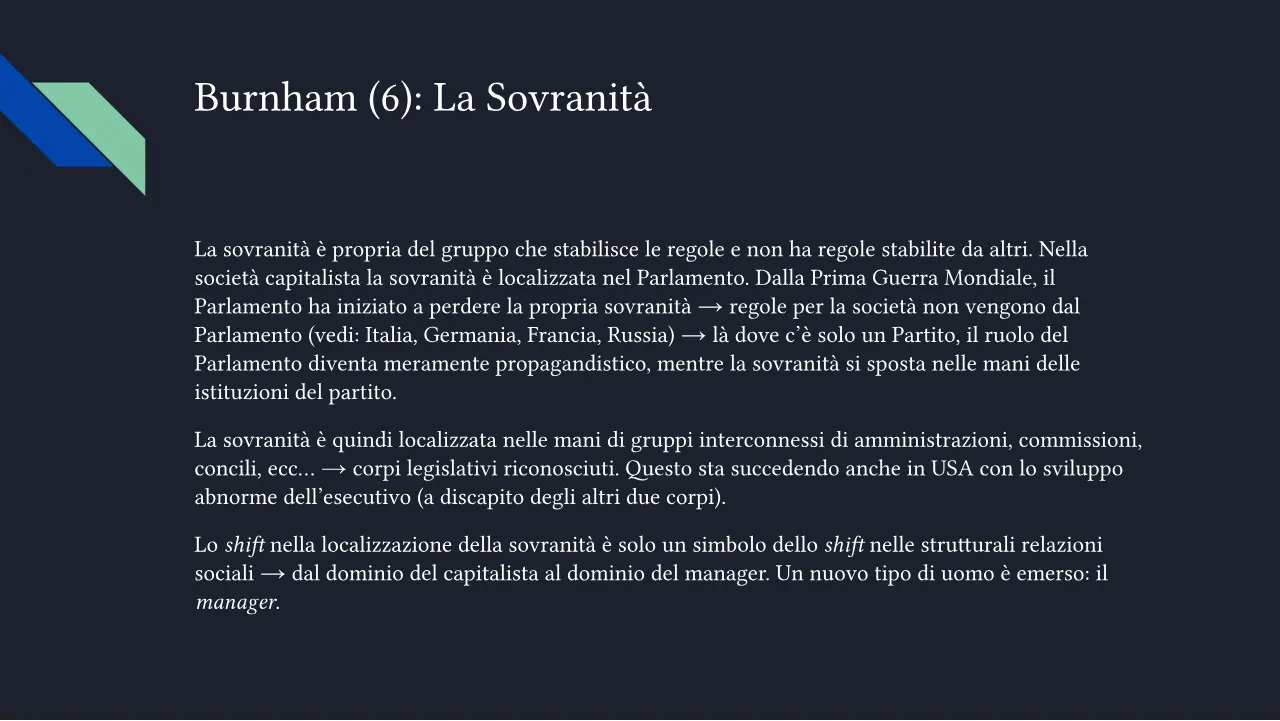 Burnham (6): La Sovranità
La sovranità è propria del gruppo che stabilisce le regole e non ha regole stabilite da altri. Nella
società capitalista la sovranità è localizzata nel Parlamento. Dalla Prima Guerra Mondiale, il
Parlamento ha iniziato a perdere la propria sovranità → regole per la società non vengono dal
Parlamento (vedi: Italia, Germania, Francia, Russia) → là dove c’è solo un Partito, il ruolo del
Parlamento diventa meramente propagandistico, mentre la sovranità si sposta nelle mani delle
istituzioni del partito.
La sovranità è quindi localizzata nelle mani di gruppi interconnessi di amministrazioni, commissioni,
concili, ecc… → corpi legislativi riconosciuti. Questo sta succedendo anche in USA con lo sviluppo
abnorme dell’esecutivo (a discapito degli altri due corpi).
Lo shift nella localizzazione della sovranità è solo un simbolo dello shift nelle strutturali relazioni
sociali → dal dominio del capitalista al dominio del manager. Un nuovo tipo di uomo è emerso: il
manager.